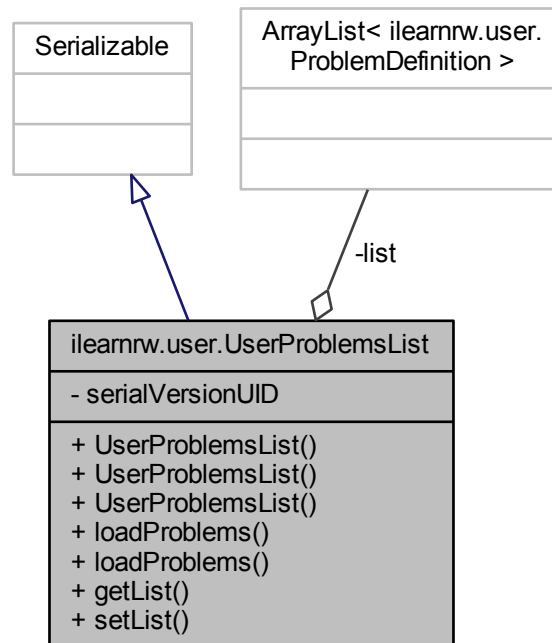 Serializable
ArrayList< ilearnrw.user.
ProblemDefinition >
-list
ilearnrw.user.UserProblemsList
- serialVersionUID
+ UserProblemsList()
+ UserProblemsList()
+ UserProblemsList()
+ loadProblems()
+ loadProblems()
+ getList()
+ setList()